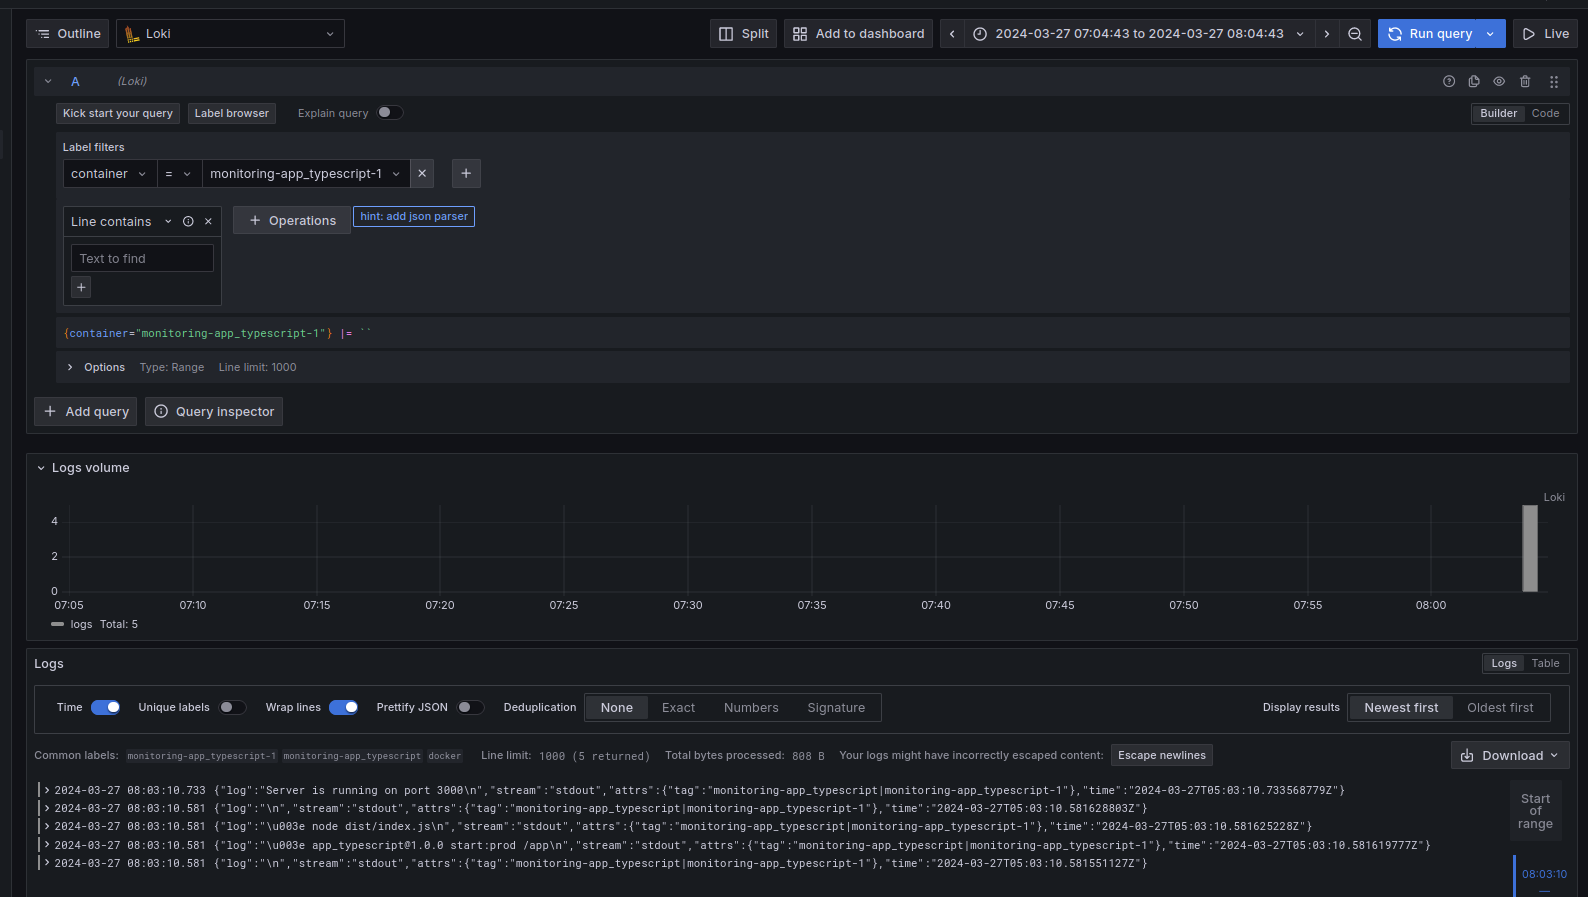 Outline Loki Split Add to dashboard 2024-03-27 07:04:43 to 2024-03-27 08:04:43 Run query Live
A (Loki)
Kick start your query Label browser Explain query Builder Code
Label filters
container = monitoring-app_typescript-1
Line contains Operations hint: add json parser
Text to find
{container="monitoring-app_typescript-1"} |= ``
Options Type: Range Line limit: 1000
Add query Query inspector
Logs volume
Loki
4
2
0
07:05 07:10 07:15 07:20 07:25 07:30 07:35 07:40 07:45 07:50 07:55 08:00
logs Total: 5
Logs Logs Table
Time Unique labels Wrap lines Prettify JSON Deduplication None Exact Numbers Signature Display results Newest first Oldest first
Common labels: monitoring-app_typescript-1 monitoring-app_typescript docker Line limit: 1000 (5 returned) Total bytes processed: 808 B Your logs might have incorrectly escaped content: Escape newlines Download
2024-03-27 08:03:10.733 {"log":"Server is running on port 3000\n","stream":"stdout","attrs":{"tag":"monitoring-app_typescript|monitoring-app_typescript-1"},"time":"2024-03-27T05:03:10.733568779Z"}
2024-03-27 08:03:10.581 {"log":"\n","stream":"stdout","attrs":{"tag":"monitoring-app_typescript|monitoring-app_typescript-1"},"time":"2024-03-27T05:03:10.581628803Z"}
2024-03-27 08:03:10.581 {"log":"\u003e node dist/index.js\n","stream":"stdout","attrs":{"tag":"monitoring-app_typescript|monitoring-app_typescript-1"},"time":"2024-03-27T05:03:10.581625228Z"}
2024-03-27 08:03:10.581 {"log":"\u003e app_typescript@1.0.0 start:prod /app\n","stream":"stdout","attrs":{"tag":"monitoring-app_typescript|monitoring-app_typescript-1"},"time":"2024-03-27T05:03:10.581619777Z"}
2024-03-27 08:03:10.581 {"log":"\n","stream":"stdout","attrs":{"tag":"monitoring-app_typescript|monitoring-app_typescript-1"},"time":"2024-03-27T05:03:10.581551127Z"}
Start
of
range
08:03:10
—